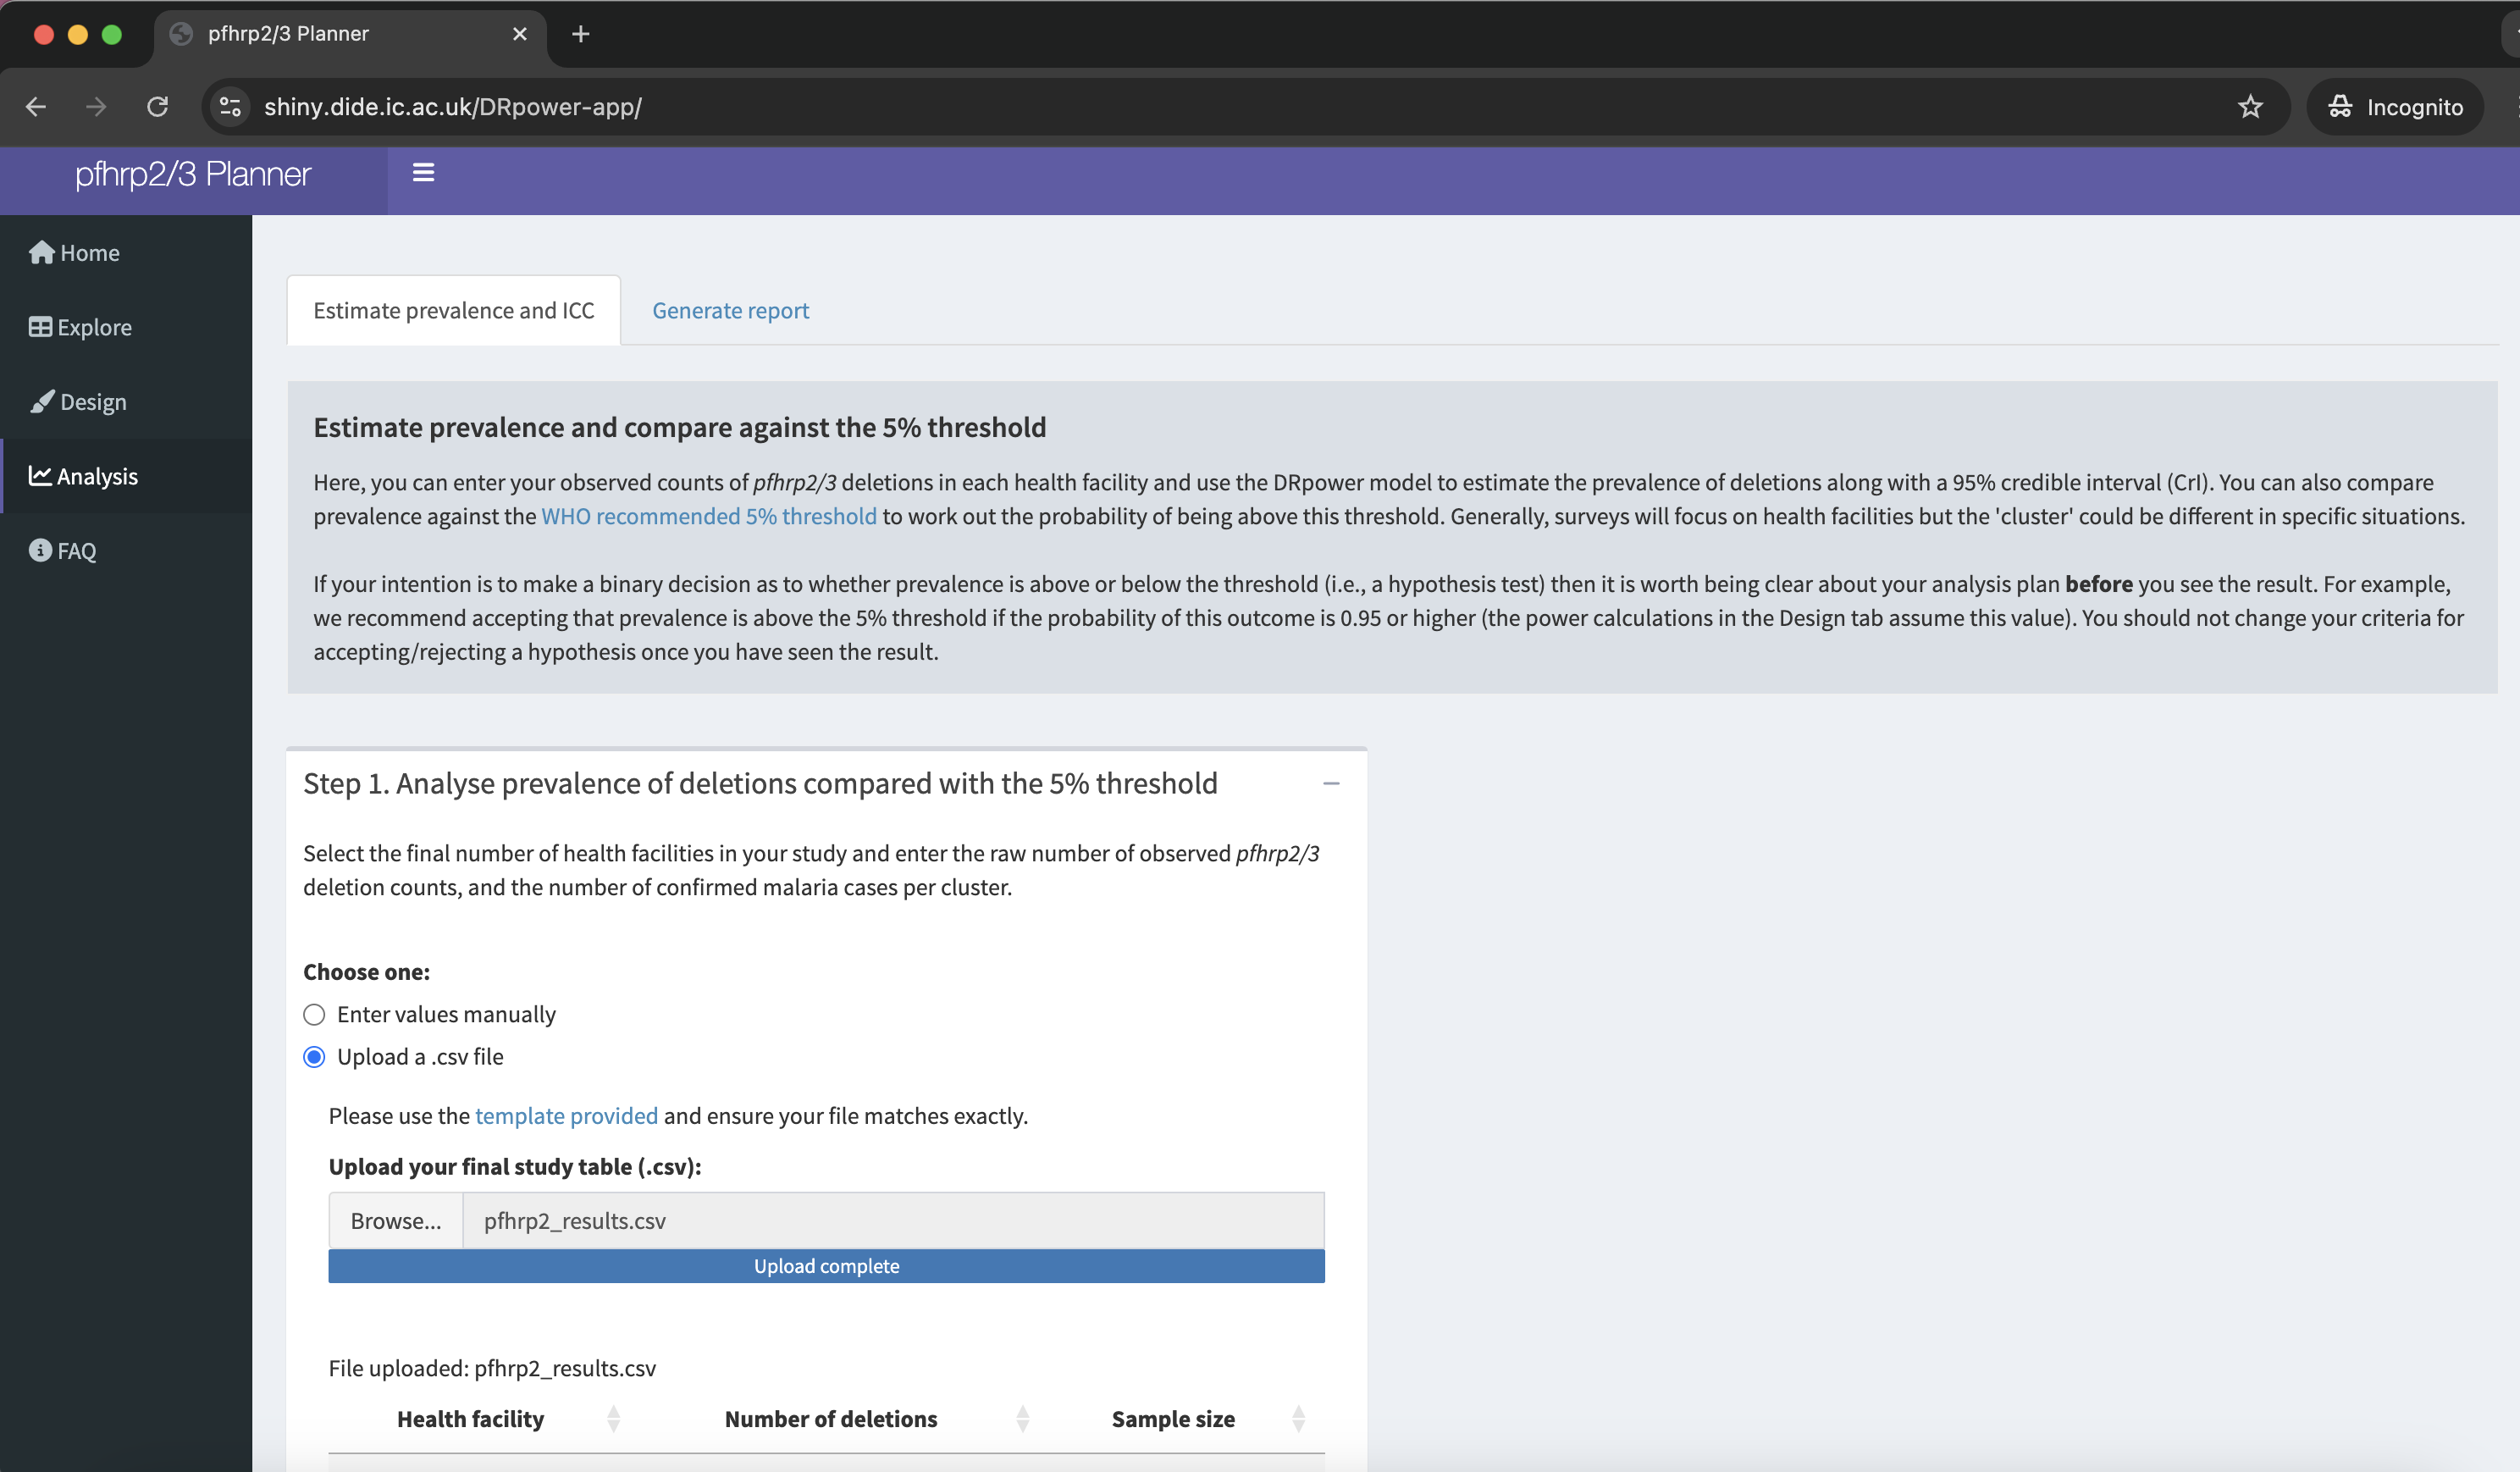 pfhrp2/3 Planner
shiny.dide.ic.ac.uk/DRpower-app/
Incognito
pfhrp2/3 Planner
Home
Explore
Design
Analysis
FAQ
Estimate prevalence and ICC
Generate report
Estimate prevalence and compare against the 5% threshold
Here, you can enter your observed counts of pfhrp2/3 deletions in each health facility and use the DRpower model to estimate the prevalence of deletions along with a 95% credible interval (CrI). You can also compare
prevalence against the WHO recommended 5% threshold to work out the probability of being above this threshold. Generally, surveys will focus on health facilities but the 'cluster' could be different in specific situations.
If your intention is to make a binary decision as to whether prevalence is above or below the threshold (i.e., a hypothesis test) then it is worth being clear about your analysis plan before you see the result. For example,
we recommend accepting that prevalence is above the 5% threshold if the probability of this outcome is 0.95 or higher (the power calculations in the Design tab assume this value). You should not change your criteria for
accepting/rejecting a hypothesis once you have seen the result.
Step 1. Analyse prevalence of deletions compared with the 5% threshold
Select the final number of health facilities in your study and enter the raw number of observed pfhrp2/3
deletion counts, and the number of confirmed malaria cases per cluster.
Choose one:
Enter values manually
Upload a .csv file
Please use the template provided and ensure your file matches exactly.
Upload your final study table (.csv):
Browse...
pfhrp2_results.csv
Upload complete
File uploaded: pfhrp2_results.csv
Health facility
Number of deletions
Sample size